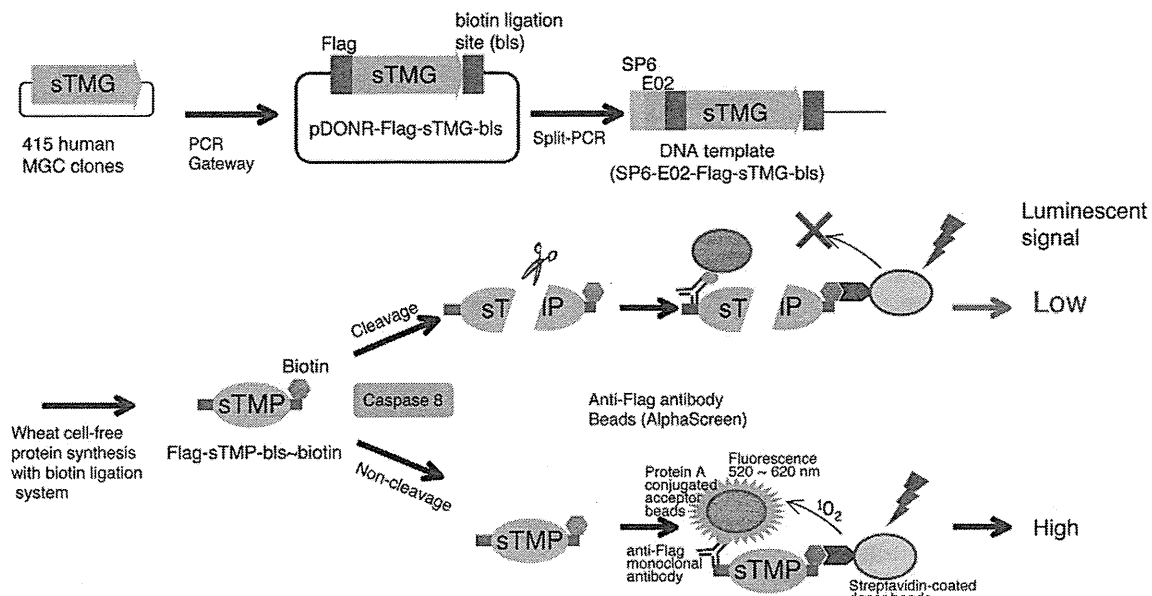 biotin ligation
site (bls)
Flag
sTMG
sTMG
SP6
E02
sTMG
pDONR-Flag-sTMG-bls
415 human
MGC clones
PCR
Gateway
Split-PCR
DNA template
(SP6-E02-Flag-sTMG-bls)
Luminescent
signal
sT IP
sT IP
Low
Cleavage
Biotin
sTMP
Caspase 8
Anti-Flag antibody
Beads (AlphaScreen)
Wheat cell-free
protein synthesis
with biotin ligation
system
Flag-sTMP-bls~biotin
Non-cleavage
Protein A
conjugated
acceptor
beads
Fluorescence
520 ~ 620 nm
¹O₂
sTMP
High
anti-Flag
monoclonal
antibody
sTMP
Streptavidin-coated
donor beads